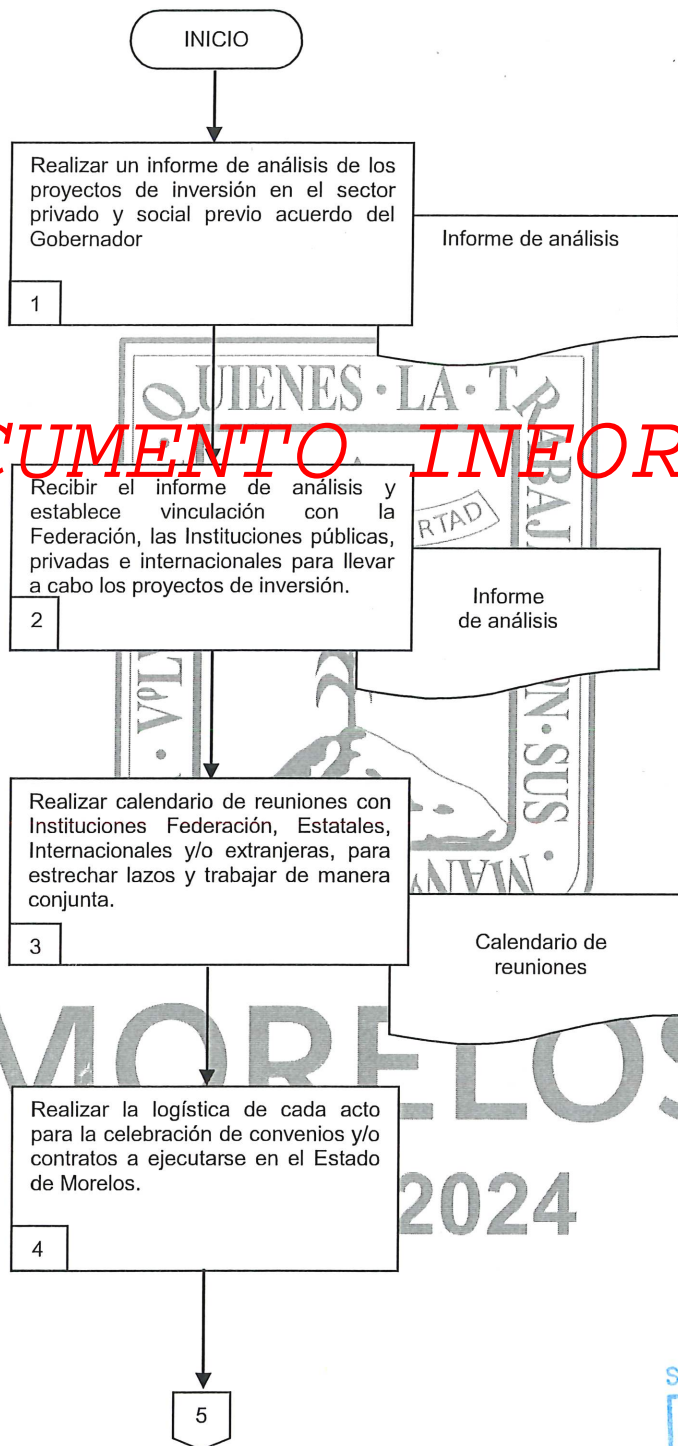 INICIO
Realizar un informe de análisis de los
proyectos de inversión en el sector
privado y social previo acuerdo del
Gobernador
1
Informe de análisis
QUIENES · LA · TRABAJ
CUMENTO INFOR
Recibir el informe de análisis y
establece vinculación con la
Federación, las Instituciones públicas,
privadas e internacionales para llevar
a cabo los proyectos de inversión.
2
RTAD
Informe
de análisis
SUS ·
Realizar calendario de reuniones con
Instituciones Federación, Estatales,
Internacionales y/o extranjeras, para
estrechar lazos y trabajar de manera
conjunta.
3
MAN
Calendario de
reuniones
MORELOS
Realizar la logística de cada acto
para la celebración de convenios y/o
contratos a ejecutarse en el Estado
de Morelos.
4
2024
5
S